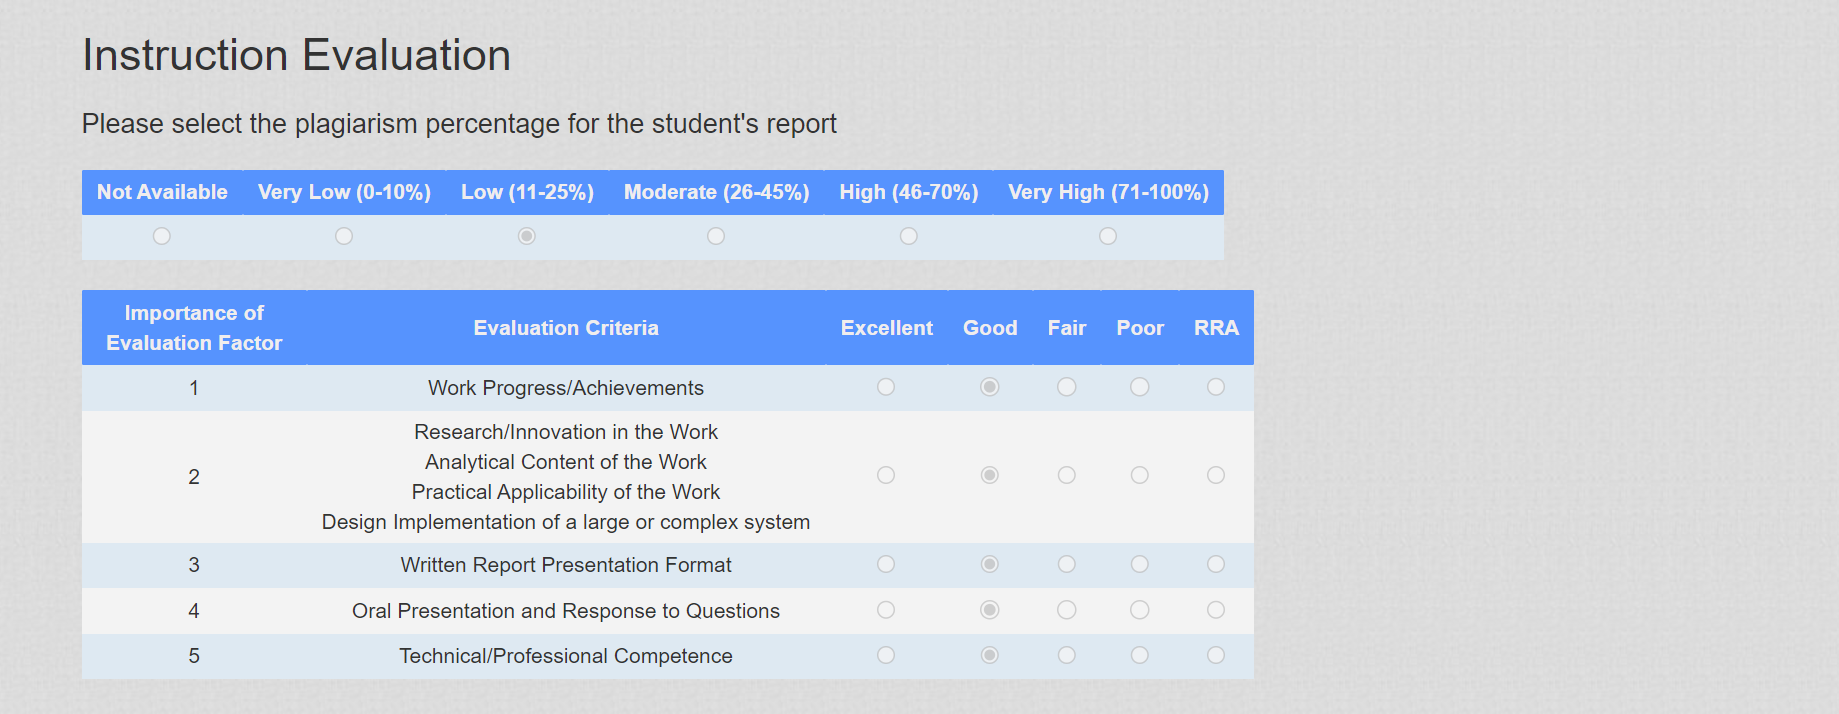 Instruction Evaluation
Please select the plagiarism percentage for the student's report
Not Available Very Low (0-10%) Low (11-25%) Moderate (26-45%) High (46-70%) Very High (71-100%)
Importance of
Evaluation Factor Evaluation Criteria Excellent Good Fair Poor RRA
1 Work Progress/Achievements
2 Research/Innovation in the Work
Analytical Content of the Work
Practical Applicability of the Work
Design Implementation of a large or complex system
3 Written Report Presentation Format
4 Oral Presentation and Response to Questions
5 Technical/Professional Competence